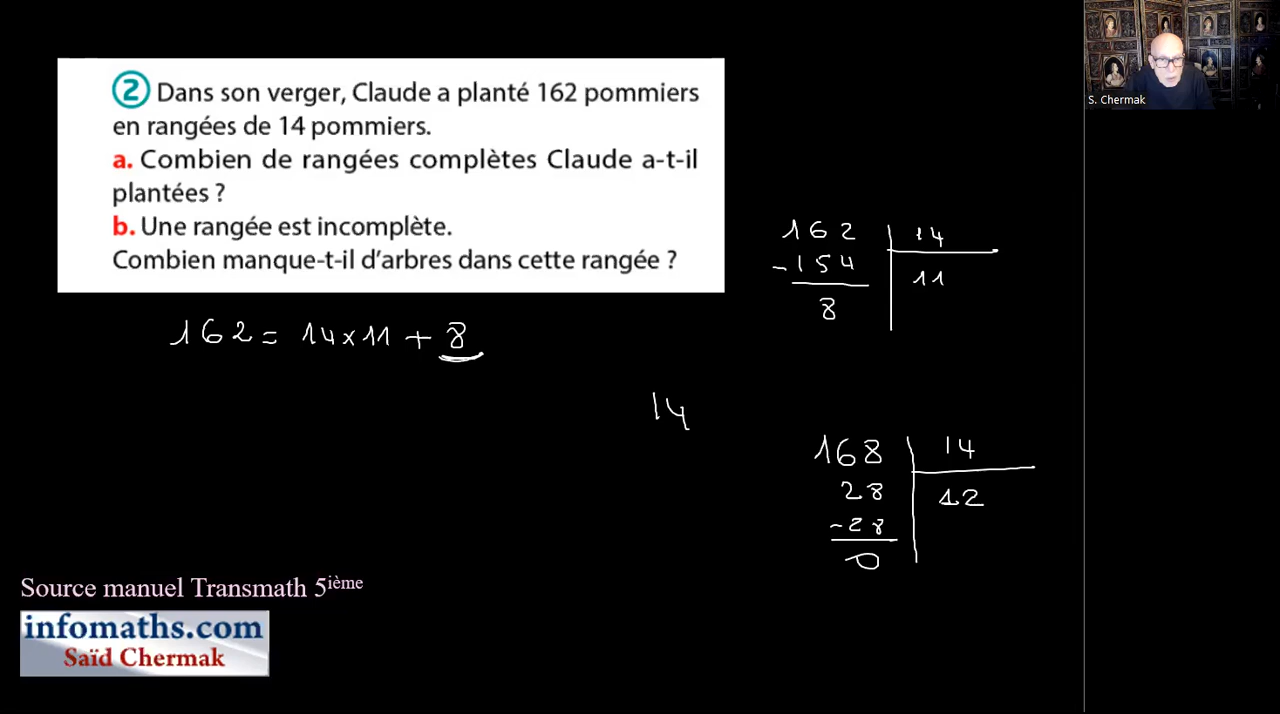 ② Dans son verger, Claude a planté 162 pommiers
en rangées de 14 pommiers.
a. Combien de rangées complètes Claude a-t-il
plantées ?
b. Une rangée est incomplète.
Combien manque-t-il d'arbres dans cette rangée ?
162 = 14 × 11 + 8
14
162 14
-154 11
8
168 14
28 12
-28
0
S. Chermak
Source manuel Transmath 5ième
infomaths.com
Saïd Chermak